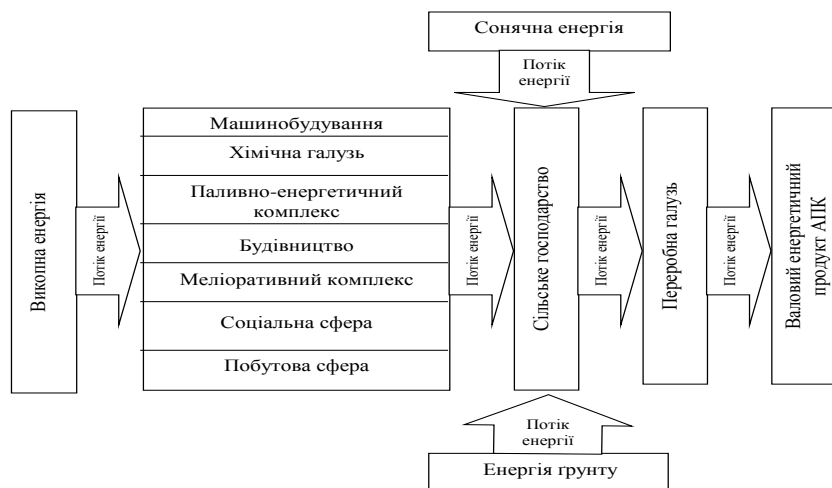 Сонячна енергія
Потік
енергії
Викопна енергія
Потік енергії
Машинобудування
Хімічна галузь
Паливно-енергетичний
комплекс
Будівництво
Меліоративний комплекс
Соціальна сфера
Побутова сфера
Потік енергії
Сільське господарство
Потік енергії
Переробна галузь
Потік енергії
Валовий енергетичний
продукт АПК
Потік
енергії
Енергія ґрунту